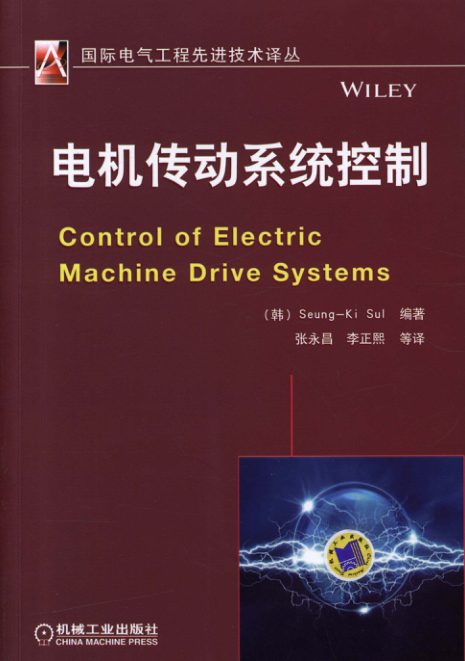 国际电气工程先进技术译丛
WILEY
电机传动系统控制
Control of Electric
Machine Drive Systems
（韩）Seung-Ki Sul 编著
张永昌 李正熙 等译
机械工业出版社
CHINA MACHINE PRESS